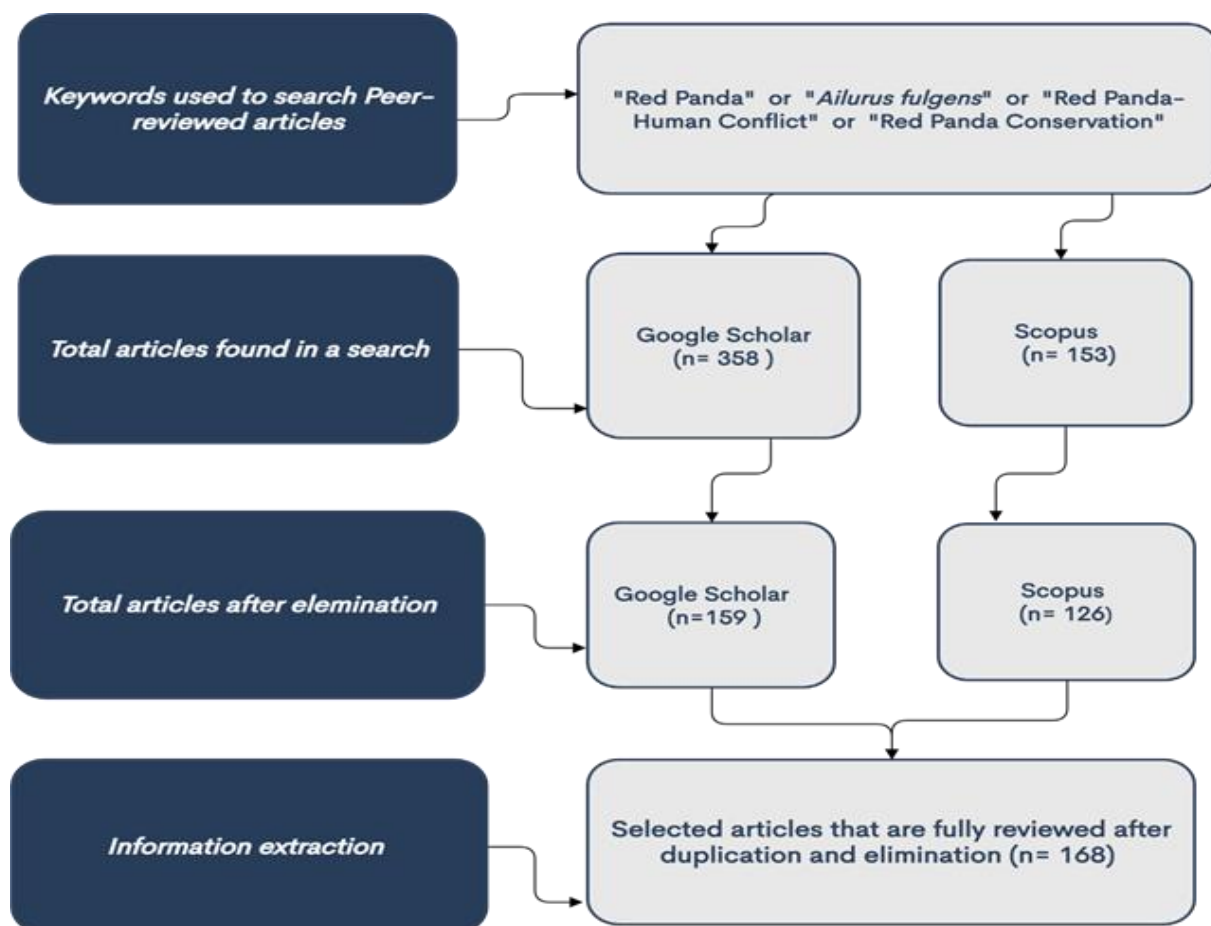 Keywords used to search Peer-
reviewed articles
"Red Panda" or "Ailurus fulgens" or "Red Panda-
Human Conflict" or "Red Panda Conservation"
Total articles found in a search
Google Scholar
(n= 358 )
Scopus
(n= 153)
Total articles after elemination
Google Scholar
(n=159 )
Scopus
(n= 126)
Information extraction
Selected articles that are fully reviewed after
duplication and elimination (n= 168)